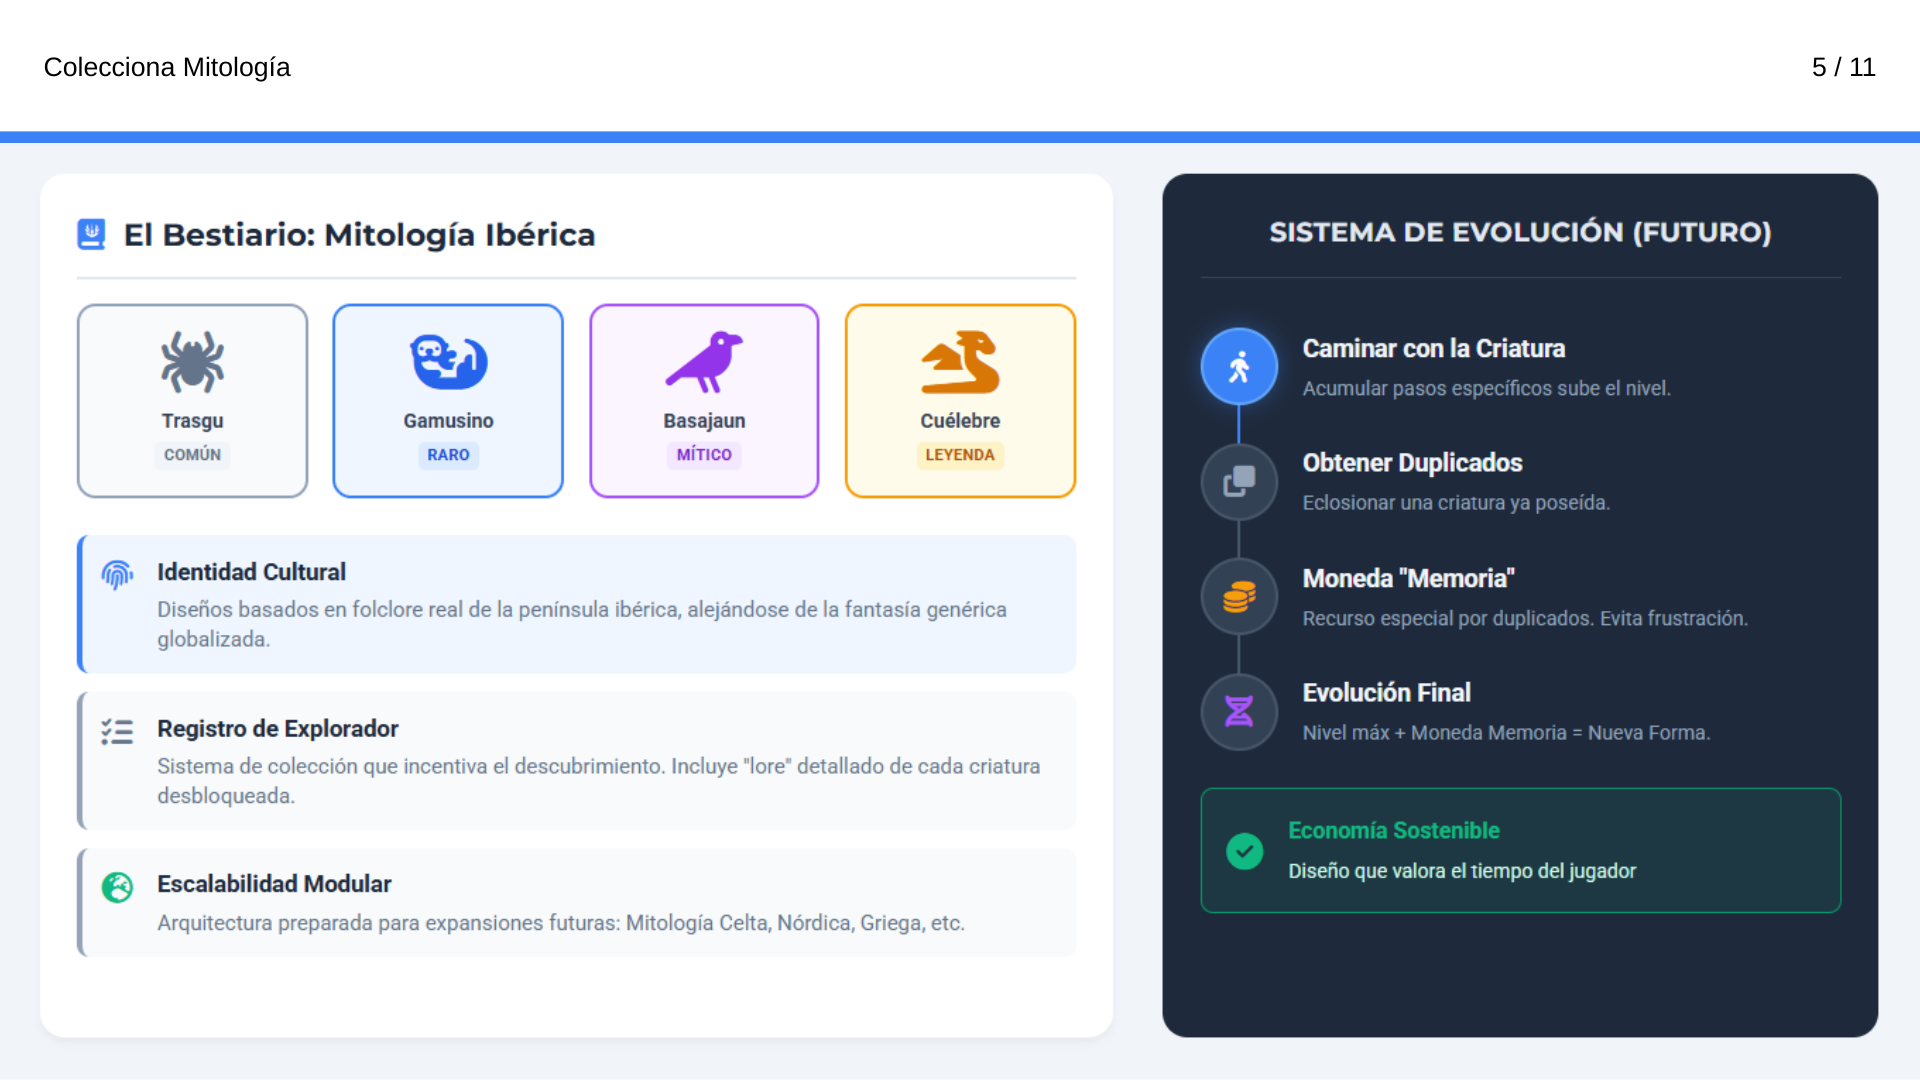 Colecciona Mitología
5 / 11
El Bestiario: Mitología Ibérica
Trasgu
COMÚN
Gamusino
RARO
Basajaun
MÍTICO
Cuélebre
LEYENDA
Identidad Cultural
Diseños basados en folclore real de la península ibérica, alejándose de la fantasía genérica
globalizada.
Registro de Explorador
Sistema de colección que incentiva el descubrimiento. Incluye "lore" detallado de cada criatura
desbloqueada.
Escalabilidad Modular
Arquitectura preparada para expansiones futuras: Mitología Celta, Nórdica, Griega, etc.
SISTEMA DE EVOLUCIÓN (FUTURO)
Caminar con la Criatura
Acumular pasos específicos sube el nivel.
Obtener Duplicados
Eclosionar una criatura ya poseída.
Moneda "Memoria"
Recurso especial por duplicados. Evita frustración.
Evolución Final
Nivel máx + Moneda Memoria = Nueva Forma.
Economía Sostenible
Diseño que valora el tiempo del jugador